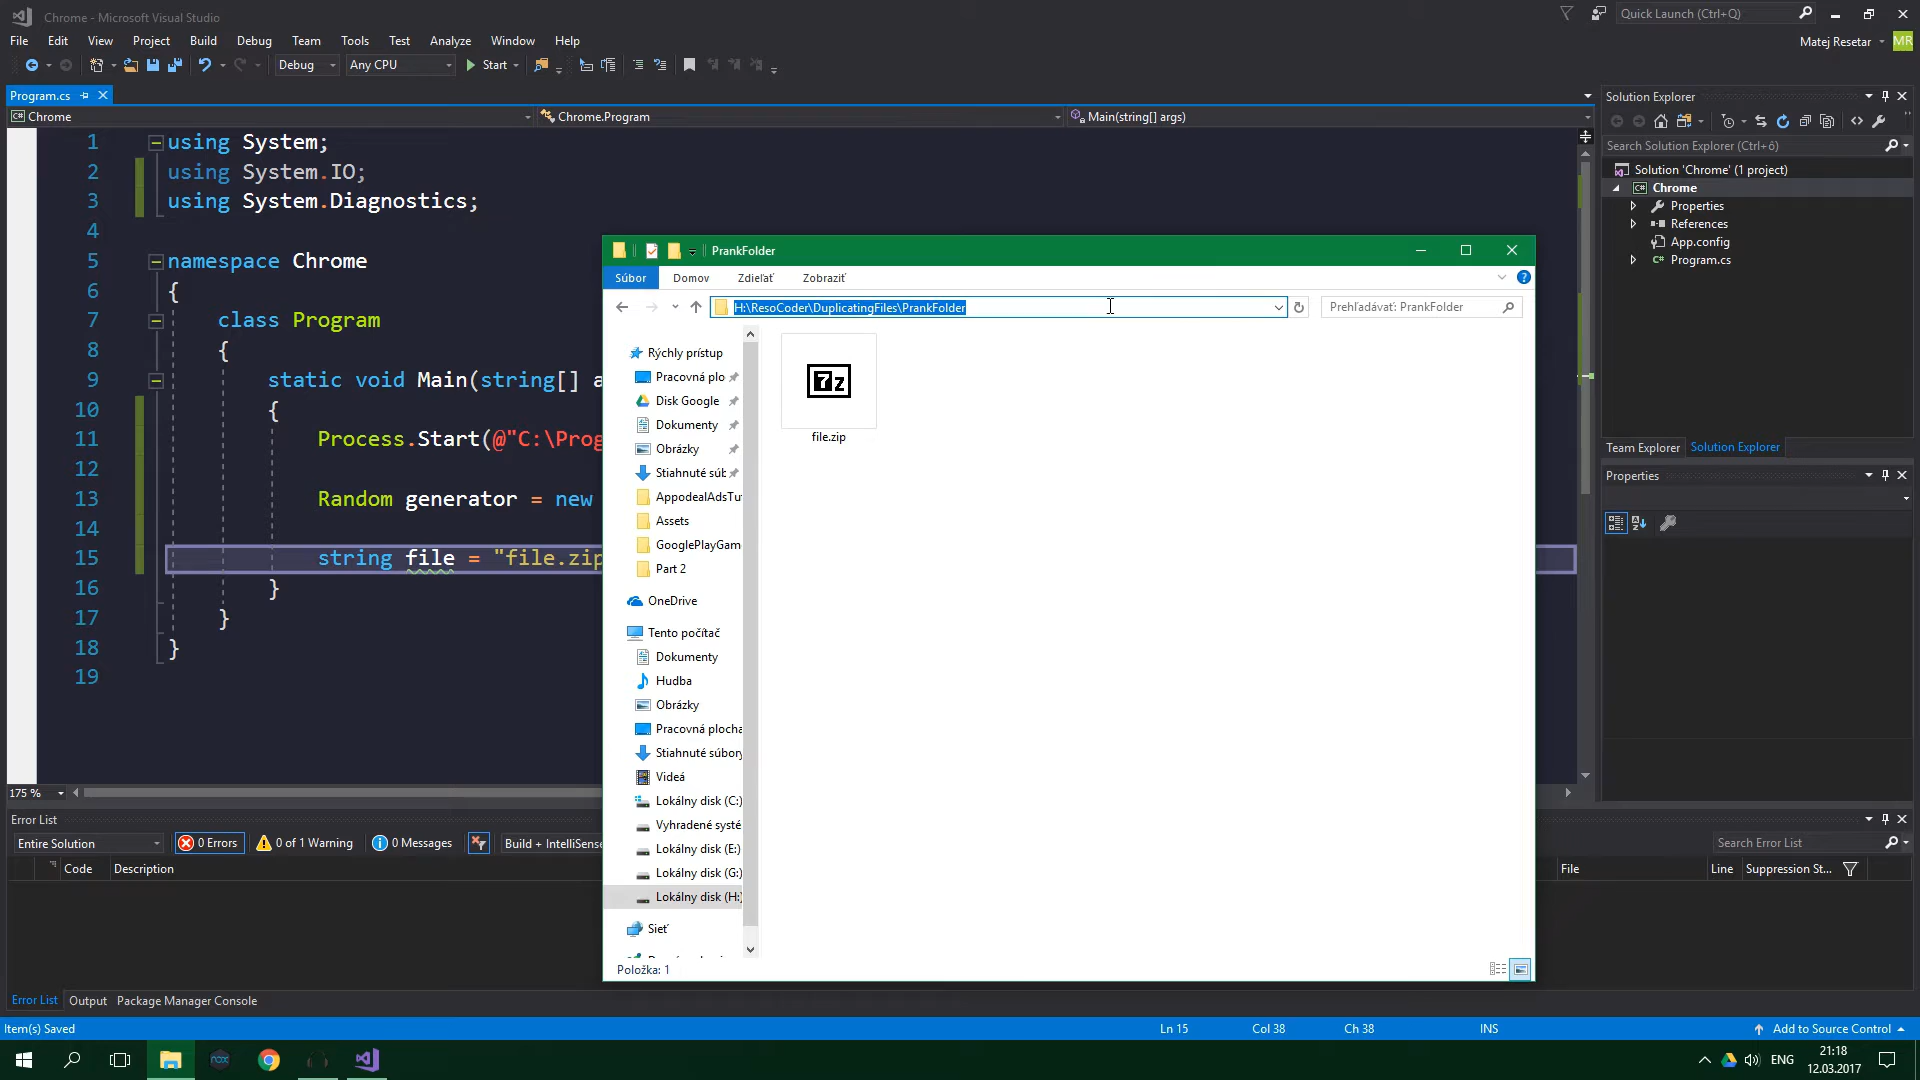 Chrome - Microsoft Visual Studio
Quick Launch (Ctrl+Q)
File Edit View Project Build Debug Team Tools Test Analyze Window Help
Matej Resetar MR
Debug Any CPU Start
Program.cs
Chrome Chrome.Program Main(string[] args)
1 using System;
2 using System.IO;
3 using System.Diagnostics;
4
5 namespace Chrome
6 {
7 class Program
8 {
9 static void Main(string[] a
10 {
11 Process.Start(@"C:\Prog
12
13 Random generator = new
14
15 string file = "file.zip
16 }
17 }
18 }
19
175 %
PrankFolder
Súbor Domov Zdieľať Zobraziť
H:\ResoCoder\DuplicatingFiles\PrankFolder
Prehľadávať: PrankFolder
Rýchly prístup
Pracovná plo
Disk Google
Dokumenty
Obrázky
Stiahnuté súb
AppodealAdsTu
Assets
GooglePlayGam
Part 2
OneDrive
Tento počítač
Dokumenty
Hudba
Obrázky
Pracovná plocha
Stiahnuté súbory
Videá
Lokálny disk (C:)
Vyhradené systé
Lokálny disk (E:)
Lokálny disk (G:)
Lokálny disk (H:)
Sieť
7z
file.zip
Položka: 1
Solution Explorer
Search Solution Explorer (Ctrl+ó)
Solution 'Chrome' (1 project)
C# Chrome
Properties
References
App.config
C# Program.cs
Team Explorer Solution Explorer
Properties
Error List
Entire Solution 0 Errors 0 of 1 Warning 0 Messages Build + IntelliSense
Search Error List
Code Description File Line Suppression St...
Error List Output Package Manager Console
Item(s) Saved Ln 15 Col 38 Ch 38 INS Add to Source Control
nox
ENG
21:18
12.03.2017